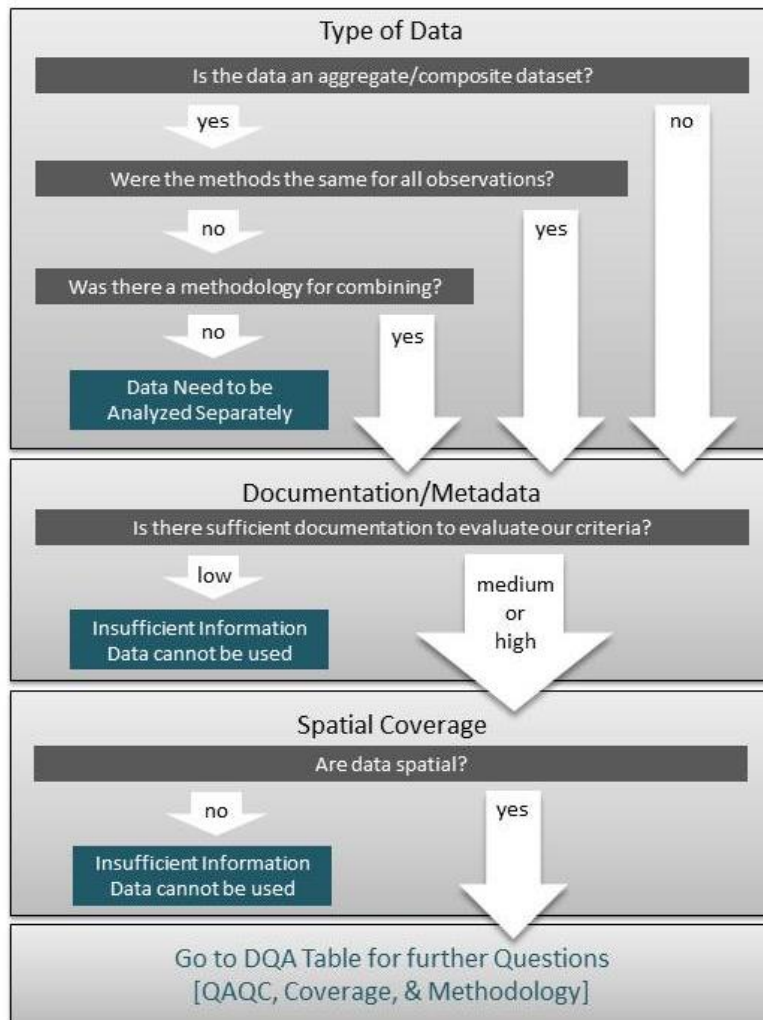 Type of Data
Is the data an aggregate/composite dataset?
yes
no
Were the methods the same for all observations?
no
yes
Was there a methodology for combining?
no
yes
Data Need to be
Analyzed Separately
Documentation/Metadata
Is there sufficient documentation to evaluate our criteria?
low
medium
or
high
Insufficient Information
Data cannot be used
Spatial Coverage
Are data spatial?
no
yes
Insufficient Information
Data cannot be used
Go to DQA Table for further Questions
[QAQC, Coverage, & Methodology]